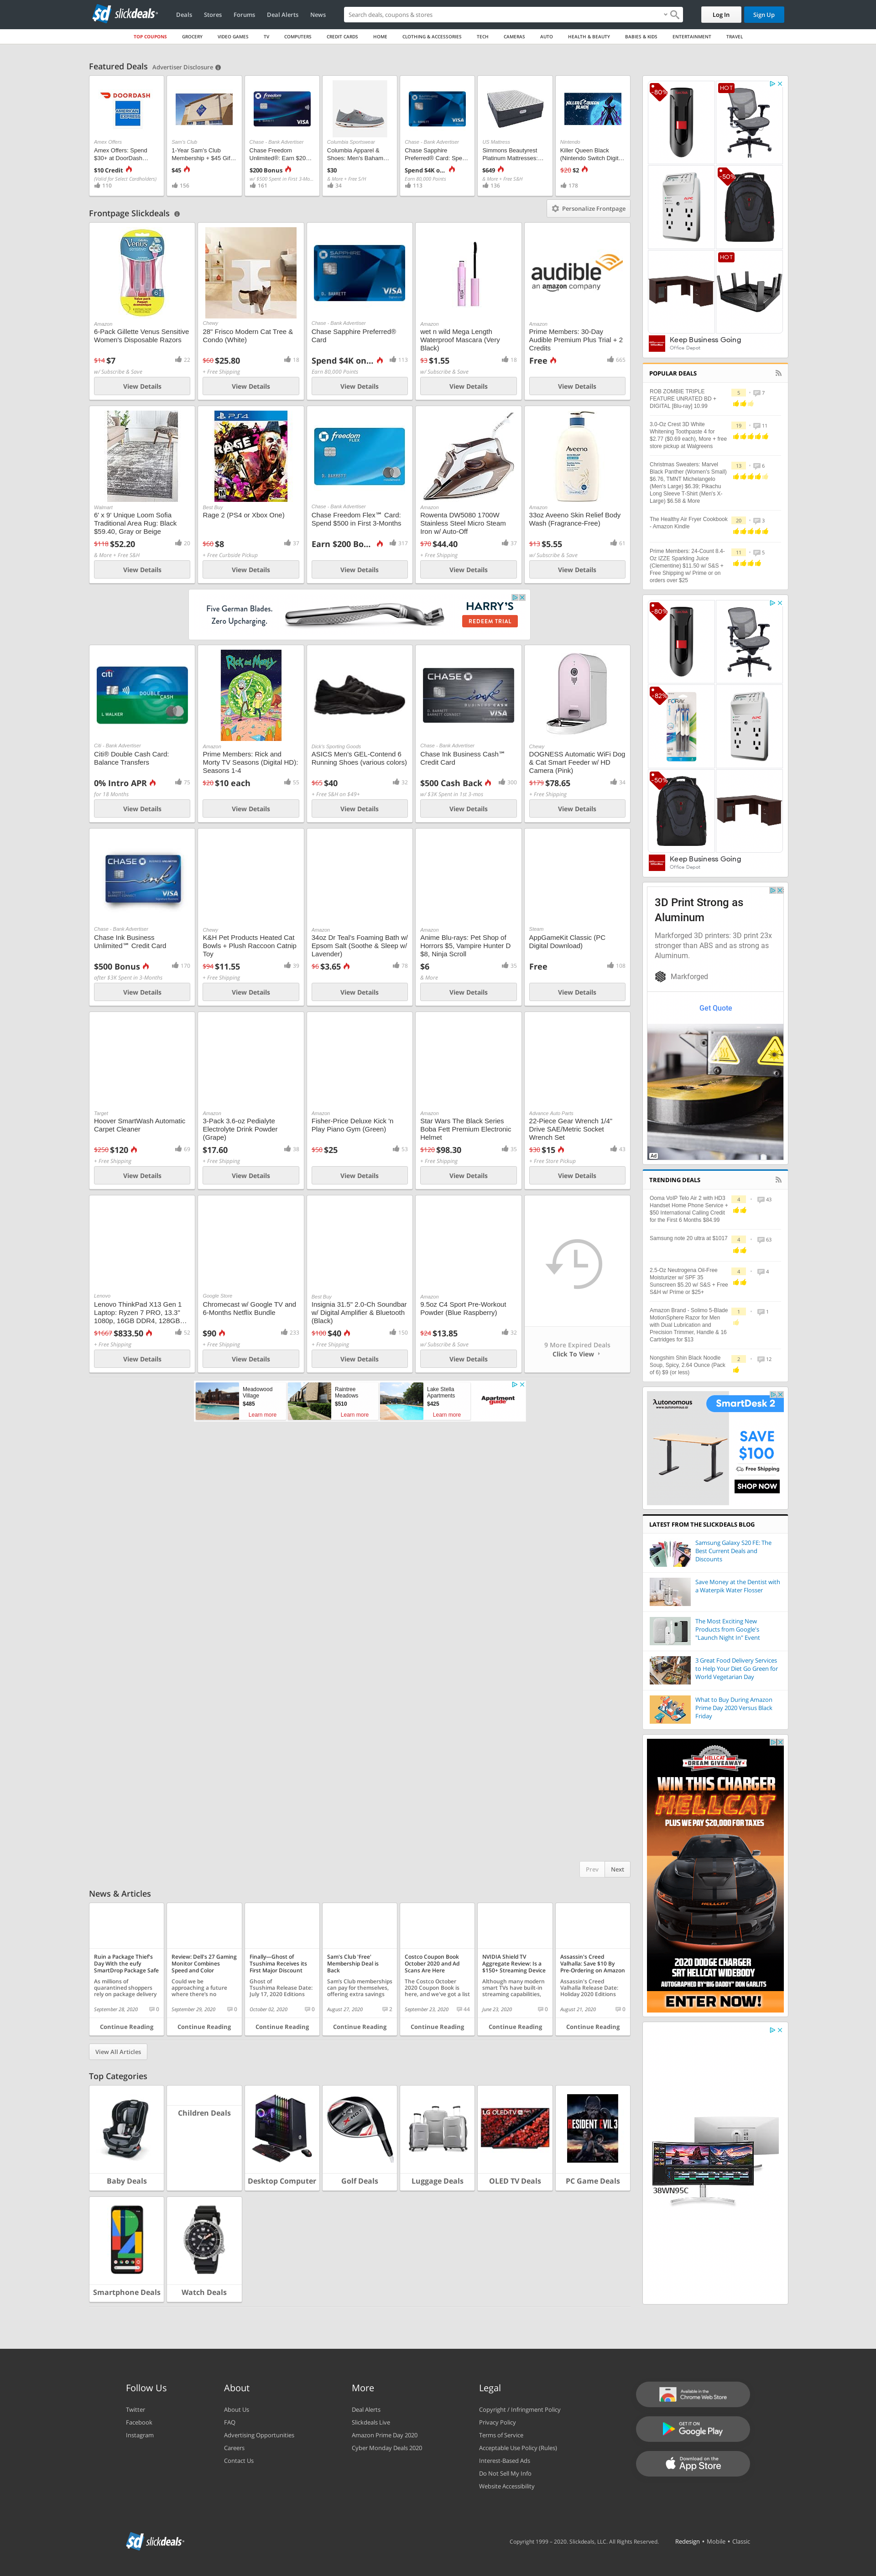 slickdeals
Deals
Stores
Forums
Deal Alerts
News
Search deals, coupons & stores
Log In
Sign Up
TOP COUPONS
GROCERY
VIDEO GAMES
TV
COMPUTERS
CREDIT CARDS
HOME
CLOTHING & ACCESSORIES
TECH
CAMERAS
AUTO
HEALTH & BEAUTY
BABIES & KIDS
ENTERTAINMENT
TRAVEL
Featured Deals Advertiser Disclosure
Amex Offers
Amex Offers: Spend
$30+ at DoorDash...
$10 Credit
(Valid for Select Cardholders)
110
Sam's Club
1-Year Sam's Club
Membership + $45 Gif...
$45
156
Chase - Bank Advertiser
Chase Freedom
Unlimited®: Earn $20...
$200 Bonus
w/ $500 Spent in First 3-Mo...
161
Columbia Sportswear
Columbia Apparel &
Shoes: Men's Baham...
$30
& More + Free S/H
34
Chase - Bank Advertiser
Chase Sapphire
Preferred® Card: Spe...
Spend $4K o...
Earn 80,000 Points
113
US-Mattress
Simmons Beautyrest
Platinum Mattresses:...
$649
& More + Free S&H
136
Nintendo
Killer Queen Black
(Nintendo Switch Digit...
$20 $2
178
Frontpage Slickdeals
Personalize Frontpage
Amazon
6-Pack Gillette Venus Sensitive
Women's Disposable Razors
$14 $7
22
w/ Subscribe & Save
View Details
Chewy
28" Frisco Modern Cat Tree &
Condo (White)
$60 $25.80
18
+ Free Shipping
View Details
Chase - Bank Advertiser
Chase Sapphire Preferred®
Card
Spend $4K on...
113
Earn 80,000 Points
View Details
Amazon
wet n wild Mega Length
Waterproof Mascara (Very
Black)
$3 $1.55
18
w/ Subscribe & Save
View Details
audible
an amazon company
Amazon
Prime Members: 30-Day
Audible Premium Plus Trial + 2
Credits
Free
665
View Details
Walmart
6' x 9' Unique Loom Sofia
Traditional Area Rug: Black
$59.40, Gray or Beige
$118 $52.20
20
& More + Free S&H
View Details
Best Buy
Rage 2 (PS4 or Xbox One)
$60 $8
31
+ Free Curbside Pickup
View Details
Chase - Bank Advertiser
Chase Freedom Flex℠ Card:
Spend $500 in First 3-Months
Earn $200 Bo...
317
View Details
Amazon
Rowenta DW5080 1700W
Stainless Steel Micro Steam
Iron w/ Auto-Off
$70 $44.40
37
+ Free Shipping
View Details
Amazon
33oz Aveeno Skin Relief Body
Wash (Fragrance-Free)
$13 $5.55
61
w/ Subscribe & Save
View Details
Five German Blades.
Zero Upcharging.
HARRY'S
REDEEM TRIAL
Citi - Bank Advertiser
Citi® Double Cash Card:
Balance Transfers
0% Intro APR
75
for 18 Months
View Details
Amazon
Prime Members: Rick and
Morty TV Seasons (Digital HD):
Seasons 1-4
$20 $10 each
55
View Details
Dick's Sporting Goods
ASICS Men's GEL-Contend 6
Running Shoes (various colors)
$65 $40
32
+ Free S&H on $49+
View Details
Chase - Bank Advertiser
Chase Ink Business Cash℠
Credit Card
$500 Cash Back
300
w/ $3K Spent in 1st 3-mos
View Details
Chewy
DOGNESS Automatic WiFi Dog
& Cat Smart Feeder w/ HD
Camera (Pink)
$179 $78.65
34
+ Free Shipping
View Details
Chase - Bank Advertiser
Chase Ink Business
Unlimited℠ Credit Card
$500 Bonus
170
after $3K Spent in 3-Months
View Details
Chewy
K&H Pet Products Heated Cat
Bowls + Plush Raccoon Catnip
Toy
$94 $11.55
39
+ Free Shipping
View Details
Amazon
34oz Dr Teal's Foaming Bath w/
Epsom Salt (Soothe & Sleep w/
Lavender)
$6 $3.65
78
View Details
Amazon
Anime Blu-rays: Pet Shop of
Horrors $5, Vampire Hunter D
$8, Ninja Scroll
$6
35
& More
View Details
Steam
AppGameKit Classic (PC
Digital Download)
Free
108
View Details
Target
Hoover SmartWash Automatic
Carpet Cleaner
$250 $120
69
+ Free Shipping
View Details
Amazon
3-Pack 3.6-oz Pedialyte
Electrolyte Drink Powder
(Grape)
$17.60
38
+ Free Shipping
View Details
Amazon
Fisher-Price Deluxe Kick 'n
Play Piano Gym (Green)
$50 $25
53
+ Free Shipping
View Details
Amazon
Star Wars The Black Series
Boba Fett Premium Electronic
Helmet
$120 $98.30
35
+ Free Shipping
View Details
Advance Auto Parts
22-Piece Gear Wrench 1/4"
Drive SAE/Metric Socket
Wrench Set
$30 $15
43
+ Free Store Pickup
View Details
Lenovo
Lenovo ThinkPad X13 Gen 1
Laptop: Ryzen 7 PRO, 13.3"
1080p, 16GB DDR4, 128GB...
$1667 $833.50
52
+ Free Shipping
View Details
Google Store
Chromecast w/ Google TV and
6-Months Netflix Bundle
$90
233
+ Free Shipping
View Details
Best Buy
Insignia 31.5" 2.0-Ch Soundbar
w/ Digital Amplifier & Bluetooth
(Black)
$100 $40
150
+ Free Shipping
View Details
Amazon
9.5oz C4 Sport Pre-Workout
Powder (Blue Raspberry)
$24 $13.85
32
w/ Subscribe & Save
View Details
9 More Expired Deals
Click To View
Meadowood
Village
$485
Learn more
Raintree
Meadows
$510
Learn more
Lake Stella
Apartments
$425
Learn more
Apartment
guide
Prev
Next
News & Articles
Ruin a Package Thief's
Day With the eufy
SmartDrop Package Safe
As millions of
quarantined shoppers
rely on package delivery
September 28, 2020
0
Continue Reading
Review: Dell's 27 Gaming
Monitor Combines
Speed and Color
Could we be
approaching a future
where there's no
September 29, 2020
0
Continue Reading
Finally—Ghost of
Tsushima Receives its
First Major Discount
Ghost of
Tsushima Release Date:
July 17, 2020 Editions
October 02, 2020
0
Continue Reading
Sam's Club 'Free'
Membership Deal is
Back
Sam's Club memberships
can pay for themselves,
offering extra savings
August 27, 2020
2
Continue Reading
Costco Coupon Book
October 2020 and Ad
Scans Are Here
The Costco October
2020 Coupon Book is
here, and we've got a list
September 23, 2020
44
Continue Reading
NVIDIA Shield TV
Aggregate Review: Is a
$150+ Streaming Device
Although many modern
smart TVs have built-in
streaming capabilities,
June 23, 2020
0
Continue Reading
Assassin's Creed
Valhalla: Save $10 By
Pre-Ordering on Amazon
Assassin's Creed
Valhalla Release Date:
Holiday 2020 Editions
August 21, 2020
0
Continue Reading
View All Articles
Top Categories
Baby Deals
Children Deals
Desktop Computer
Golf Deals
Luggage Deals
OLED TV Deals
PC Game Deals
Smartphone Deals
Watch Deals
-80%
HOT
-50%
HOT
Keep Business Going
Office Depot
POPULAR DEALS
ROB ZOMBIE TRIPLE
FEATURE UNRATED BD +
DIGITAL [Blu-ray] 10.99
5
7
3.0-Oz Crest 3D White
Whitening Toothpaste 4 for
$2.77 ($0.69 each), More + free
store pickup at Walgreens
19
11
Christmas Sweaters: Marvel
Black Panther (Women's Small)
$6.76, TMNT Michelangelo
(Men's Large) $6.39; Pikachu
Long Sleeve T-Shirt (Men's X-
Large) $6.58 & More
13
6
The Healthy Air Fryer Cookbook
- Amazon Kindle
20
3
Prime Members: 24-Count 8.4-
Oz IZZE Sparkling Juice
(Clementine) $11.50 w/ S&S +
Free Shipping w/ Prime or on
orders over $25
11
5
-80%
-82%
-50%
Keep Business Going
Office Depot
3D Print Strong as
Aluminum
Markforged 3D printers: 3D print 23x
stronger than ABS and as strong as
Aluminum.
Markforged
Get Quote
Ad
TRENDING DEALS
Ooma VoIP Telo Air 2 with HD3
Handset Home Phone Service +
$50 International Calling Credit
for the First 6 Months $84.99
4
43
Samsung note 20 ultra at $1017
4
63
2.5-Oz Neutrogena Oil-Free
Moisturizer w/ SPF 35
Sunscreen $5.20 w/ S&S + Free
S&H w/ Prime or $25+
4
4
Amazon Brand - Solimo 5-Blade
MotionSphere Razor for Men
with Dual Lubrication and
Precision Trimmer, Handle & 16
Cartridges for $13
1
1
Nongshim Shin Black Noodle
Soup, Spicy, 2.64 Ounce (Pack
of 6) $9 (or less)
2
12
Autonomous
SmartDesk 2
SAVE
$100
Free Shipping
SHOP NOW
LATEST FROM THE SLICKDEALS BLOG
Samsung Galaxy S20 FE: The
Best Current Deals and
Discounts
Save Money at the Dentist with
a Waterpik Water Flosser
The Most Exciting New
Products from Google's
"Launch Night In" Event
3 Great Food Delivery Services
to Help Your Diet Go Green for
World Vegetarian Day
What to Buy During Amazon
Prime Day 2020 Versus Black
Friday
HELLCAT
DREAM GIVEAWAY
WIN THIS CHARGER
HELLCAT
PLUS WE PAY $20,000 FOR TAXES
2020 DODGE CHARGER
SRT HELLCAT WIDEBODY
AUTOGRAPHED BY "BIG DADDY" DON GARLITS
ENTER NOW!
38WN95C
Follow Us
Twitter
Facebook
Instagram
About
About Us
FAQ
Advertising Opportunities
Careers
Contact Us
More
Deal Alerts
Slickdeals Live
Amazon Prime Day 2020
Cyber Monday Deals 2020
Legal
Copyright / Infringment Policy
Privacy Policy
Terms of Service
Acceptable Use Policy (Rules)
Interest-Based Ads
Do Not Sell My Info
Website Accessibility
Available in the
Chrome Web Store
GET IT ON
Google Play
Download on the
App Store
slickdeals
Copyright 1999 – 2020. Slickdeals, LLC. All Rights Reserved.
Redesign • Mobile • Classic